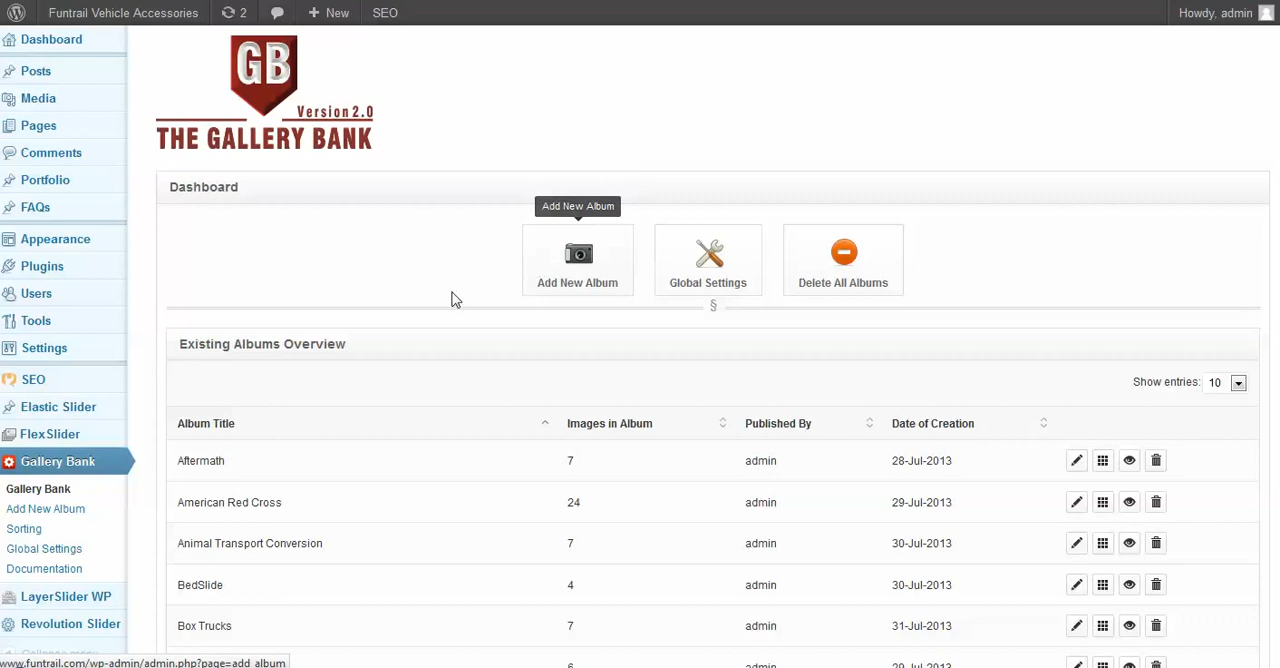 Funtrail Vehicle Accessories 2 New SEO Howdy, admin
Dashboard
Posts
Media
Pages
Comments
Portfolio
FAQs
Appearance
Plugins
Users
Tools
Settings
SEO
Elastic Slider
FlexSlider
Gallery Bank
Gallery Bank
Add New Album
Sorting
Global Settings
Documentation
LayerSlider WP
Revolution Slider
Collapse menu
GB
Version 2.0
THE GALLERY BANK
Dashboard
Add New Album
Add New Album Global Settings Delete All Albums
§
Existing Albums Overview
Show entries: 10
Album Title Images in Album Published By Date of Creation
Aftermath 7 admin 28-Jul-2013
American Red Cross 24 admin 29-Jul-2013
Animal Transport Conversion 7 admin 30-Jul-2013
BedSlide 4 admin 30-Jul-2013
Box Trucks 7 admin 31-Jul-2013
www.funtrail.com/wp-admin/admin.php?page=add_album